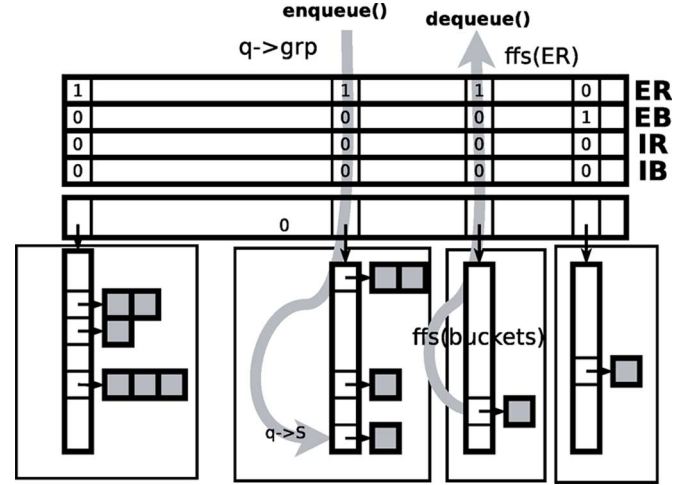 enqueue()
dequeue()
q->grp
ffs(ER)
1 1 1 0 ER
0 0 0 1 EB
0 0 0 0 IR
0 0 0 0 IB
0
ffs(buckets)
q->S